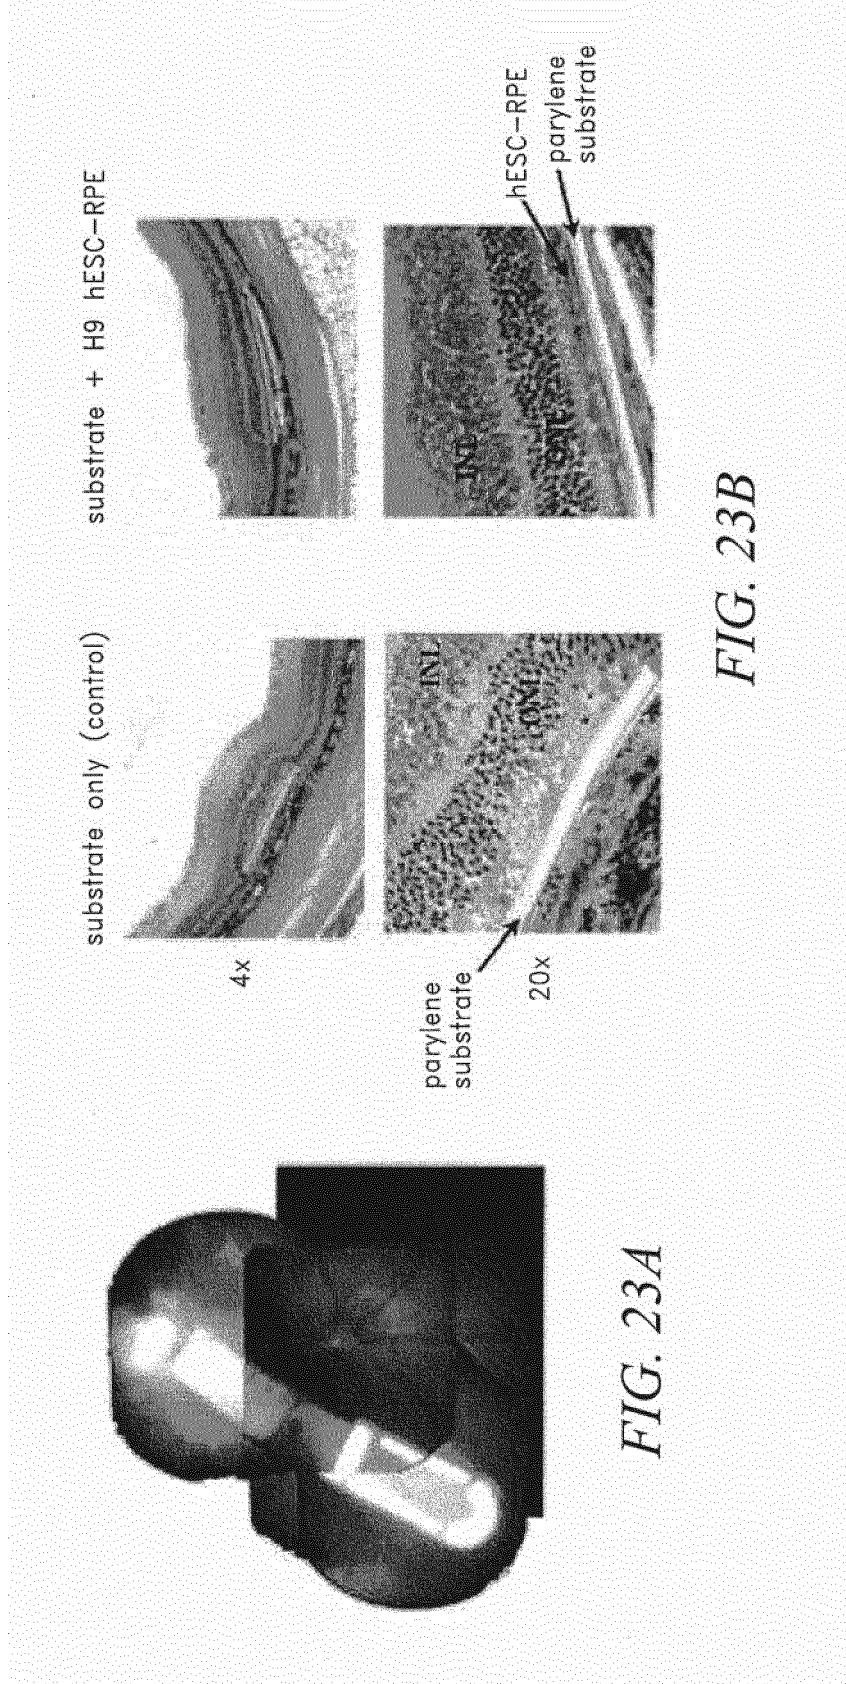 substrate only (control)
substrate + H9 hESC-RPE
4x
parylene
substrate
20x
INL
ONL
INL
ONL
hESC-RPE
parylene
substrate
FIG. 23A
FIG. 23B